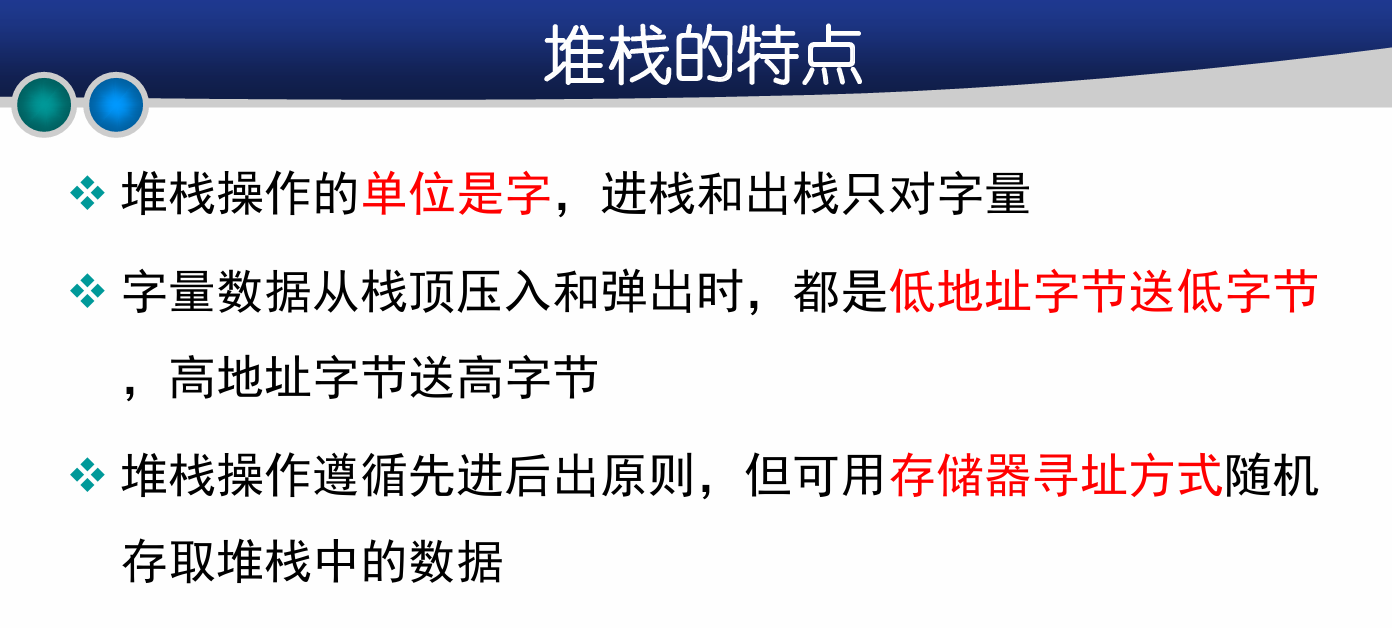 堆栈的特点
堆栈操作的单位是字，进栈和出栈只对字量
字量数据从栈顶压入和弹出时，都是低地址字节送低字节
，高地址字节送高字节
堆栈操作遵循先进后出原则，但可用存储器寻址方式随机
存取堆栈中的数据